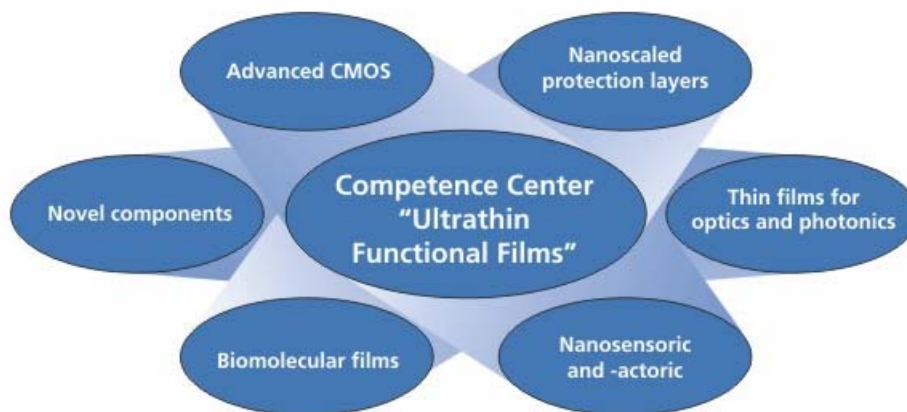 Advanced CMOS
Nanoscaled
protection layers
Novel components
Competence Center
“Ultrathin
Functional Films”
Thin films for
optics and photonics
Biomolecular films
Nanosensoric
and -actoric